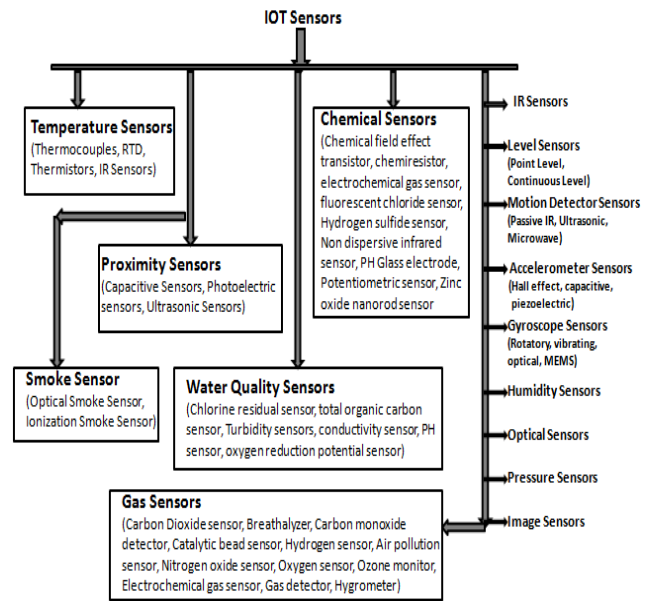 IOT Sensors
Temperature Sensors
(Thermocouples, RTD,
Thermistors, IR Sensors)
Proximity Sensors
(Capacitive Sensors, Photoelectric
sensors, Ultrasonic Sensors)
Smoke Sensor
(Optical Smoke Sensor,
Ionization Smoke Sensor)
Water Quality Sensors
(Chlorine residual sensor, total organic carbon
sensor, Turbidity sensors, conductivity sensor, PH
sensor, oxygen reduction potential sensor)
Chemical Sensors
(Chemical field effect
transistor, chemiresistor,
electrochemical gas sensor,
fluorescent chloride sensor,
Hydrogen sulfide sensor,
Non dispersive infrared
sensor, PH Glass electrode,
Potentiometric sensor, Zinc
oxide nanorod sensor
IR Sensors
Level Sensors
(Point Level,
Continuous Level)
Motion Detector Sensors
(Passive IR, Ultrasonic,
Microwave)
Accelerometer Sensors
(Hall effect, capacitive,
piezoelectric)
Gyroscope Sensors
(Rotatory, vibrating,
optical, MEMS)
Humidity Sensors
Optical Sensors
Pressure Sensors
Image Sensors
Gas Sensors
(Carbon Dioxide sensor, Breathalyzer, Carbon monoxide
detector, Catalytic bead sensor, Hydrogen sensor, Air pollution
sensor, Nitrogen oxide sensor, Oxygen sensor, Ozone monitor,
Electrochemical gas sensor, Gas detector, Hygrometer)